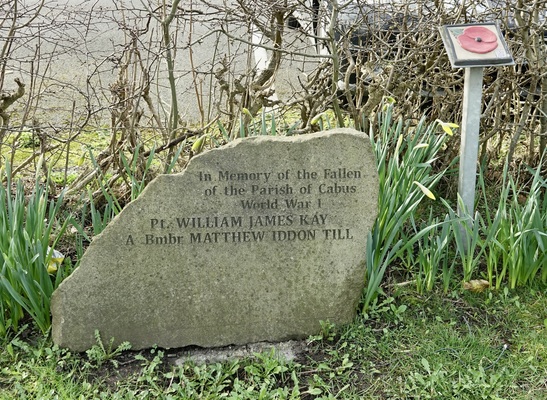 In Memory of the Fallen
of the Parish of Cabus
World War I
Pt. WILLIAM JAMES KAY
A Bmbr. MATTHEW IDDON TILL